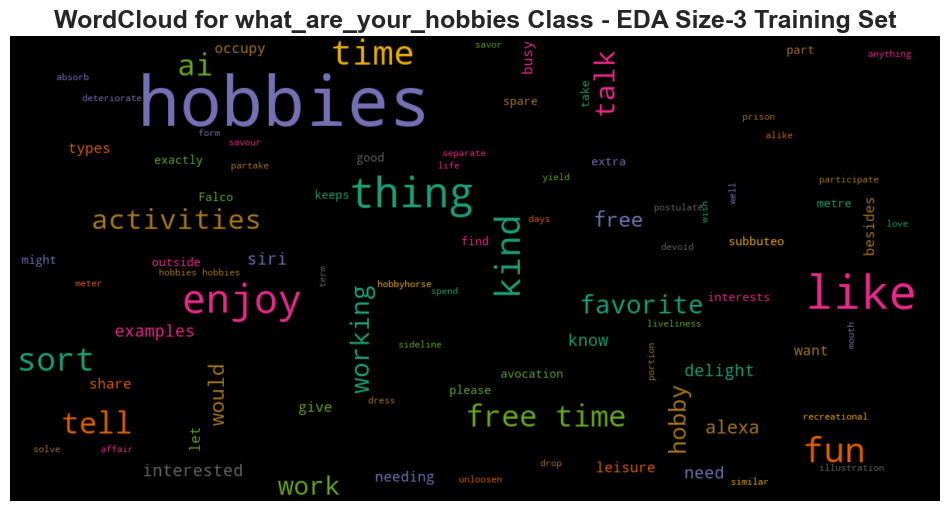 WordCloud for what_are_your_hobbies Class - EDA Size-3 Training Set
occupy
time
savor
busy
part
anything
ai
talk
absorb
hobbies
take
deteriorate
spare
prison
form
alike
savour
types
exactly
partake
good
separate
life
extra
yield
participate
Falco
keeps
thing
well
activities
days
free
postulate
wish
metre
love
besides
kind
find
subbuteo
devoid
might
outside
siri
hobbies hobbies
term
meter
hobbyhorse
spend
enjoy
working
favorite
interests
like
examples
liveliness
mouth
sideline
know
want
sort
portion
share
would
avocation
delight
please
dress
give
tell
let
free time
hobby
alexa
recreational
fun
solve
affair
interested
drop
leisure
need
illustration
work
needing
unloosen
similar